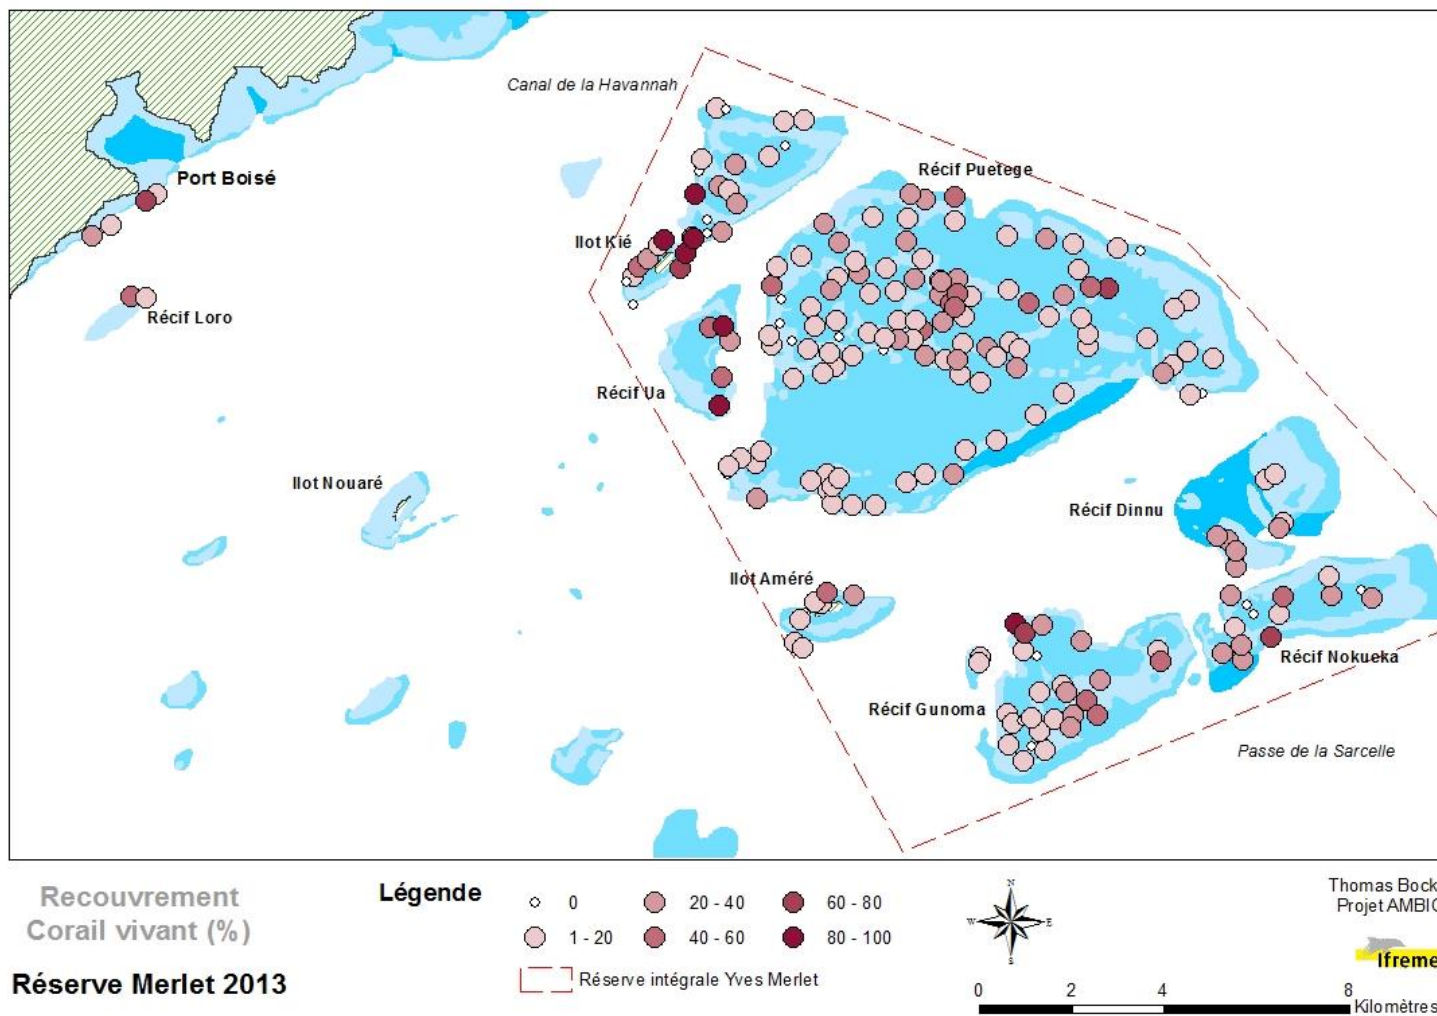 Canal de la Havannah
Récif Puetege
Port Boisé
Ilot Kié
Récif Loro
Récif Ua
Ilot Nouaré
Récif Dinnu
Ilot Améré
Récif Nokueka
Récif Gunoma
Passe de la Sarcelle
Recouvrement
Corail vivant (%)
Réserve Merlet 2013
Légende
0
1 - 20
20 - 40
40 - 60
60 - 80
80 - 100
Réserve intégrale Yves Merlet
N
W
E
S
Thomas Bock
Projet AMBIO
Ifreme
0 2 4 8
Kilomètres